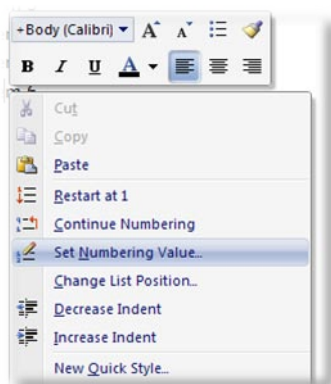 +Body (Calibri) A A
B I U A
Cut
Copy
Paste
Restart at 1
Continue Numbering
Set Numbering Value...
Change List Position...
Decrease Indent
Increase Indent
New Quick Style...